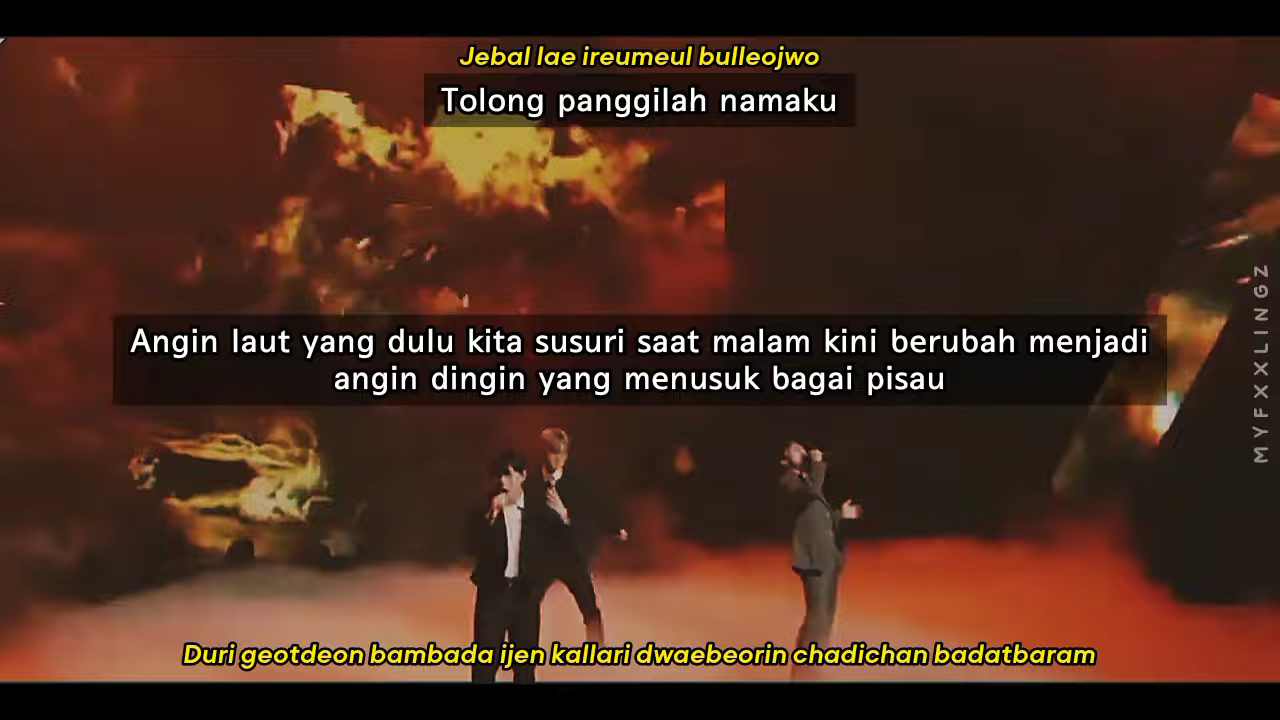 Jebal lae ireumeul bulleojwo
Tolong panggilah namaku
Angin laut yang dulu kita susuri saat malam kini berubah menjadi
angin dingin yang menusuk bagai pisau
Duri geotdeon bambada ijen kallari dwaebeorin chadichan badatbaram
MYFXXLINGZ